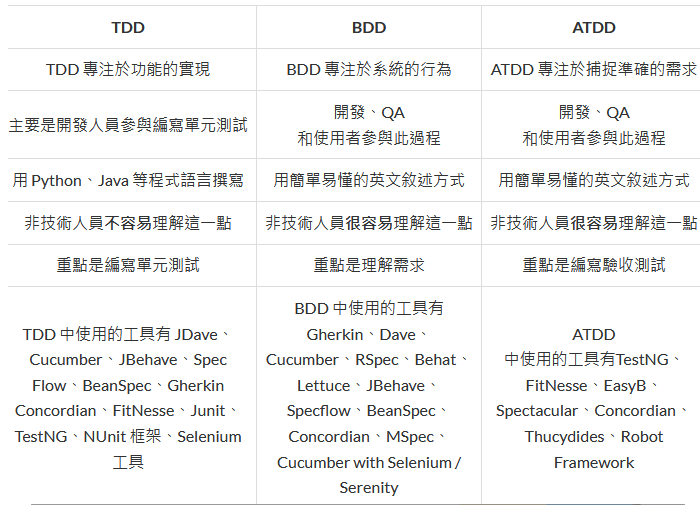 TDD
BDD
ATDD
TDD 專注於功能的實現
BDD 專注於系統的行為
ATDD 專注於捕捉準確的需求
主要是開發人員參與編寫單元測試
開發、QA
和使用者參與此過程
開發、QA
和使用者參與此過程
用 Python、Java 等程式語言撰寫
用簡單易懂的英文敘述方式
用簡單易懂的英文敘述方式
非技術人員不容易理解這一點
非技術人員很容易理解這一點
非技術人員很容易理解這一點
重點是編寫單元測試
重點是理解需求
重點是編寫驗收測試
TDD 中使用的工具有 JDave、
Cucumber、JBehave、Spec
Flow、BeanSpec、Gherkin
Concordian、FitNesse、Junit、
TestNG、NUnit 框架、Selenium
工具
BDD 中使用的工具有
Gherkin、Dave、
Cucumber、RSpec、Behat、
Lettuce、JBehave、
Specflow、BeanSpec、
Concordian、MSpec、
Cucumber with Selenium /
Serenity
ATDD
中使用的工具有TestNG、
FitNesse、EasyB、
Spectacular、Concordian、
Thucydides、Robot
Framework